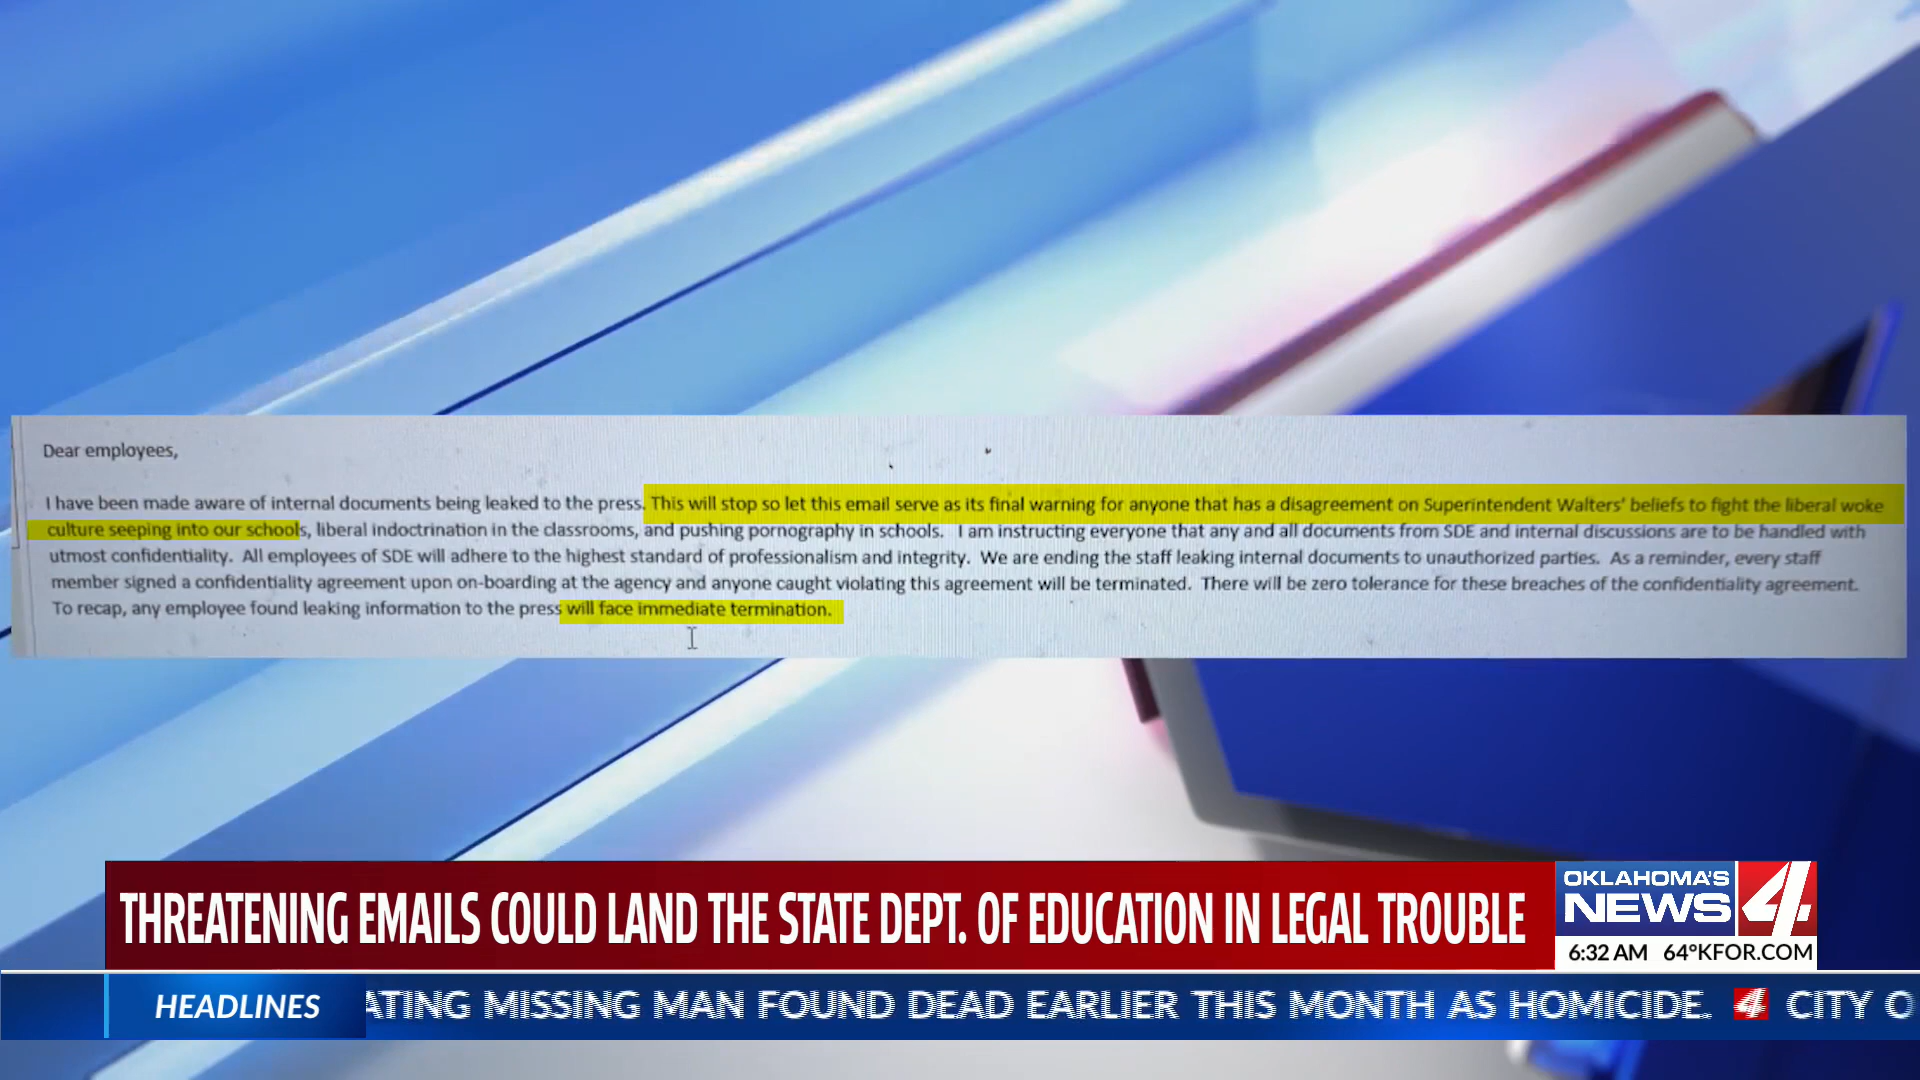 Dear employees,
I have been made aware of internal documents being leaked to the press. This will stop so let this email serve as its final warning for anyone that has a disagreement on Superintendent Walters' beliefs to fight the liberal woke
culture seeping into our schools, liberal indoctrination in the classrooms, and pushing pornography in schools. I am instructing everyone that any and all documents from SDE and internal discussions are to be handled with
utmost confidentiality. All employees of SDE will adhere to the highest standard of professionalism and integrity. We are ending the staff leaking internal documents to unauthorized parties. As a reminder, every staff
member signed a confidentiality agreement upon on-boarding at the agency and anyone caught violating this agreement will be terminated. There will be zero tolerance for these breaches of the confidentiality agreement.
To recap, any employee found leaking information to the press will face immediate termination.
THREATENING EMAILS COULD LAND THE STATE DEPT. OF EDUCATION IN LEGAL TROUBLE
OKLAHOMA'S
NEWS 4
6:32 AM 64° KFOR.COM
HEADLINES ATING MISSING MAN FOUND DEAD EARLIER THIS MONTH AS HOMICIDE. 4 CITY O